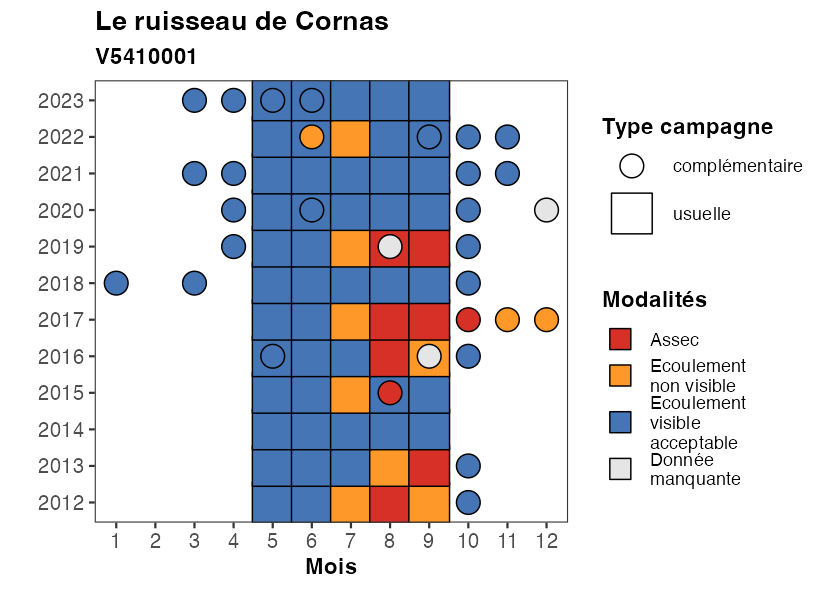 Le ruisseau de Cornas
V5410001
2023
2022
2021
2020
2019
2018
2017
2016
2015
2014
2013
2012
1 2 3 4 5 6 7 8 9 10 11 12
Mois
Type campagne
complémentaire
usuelle
Modalités
Assec
Ecoulement
non visible
Ecoulement
visible
acceptable
Donnée
manquante